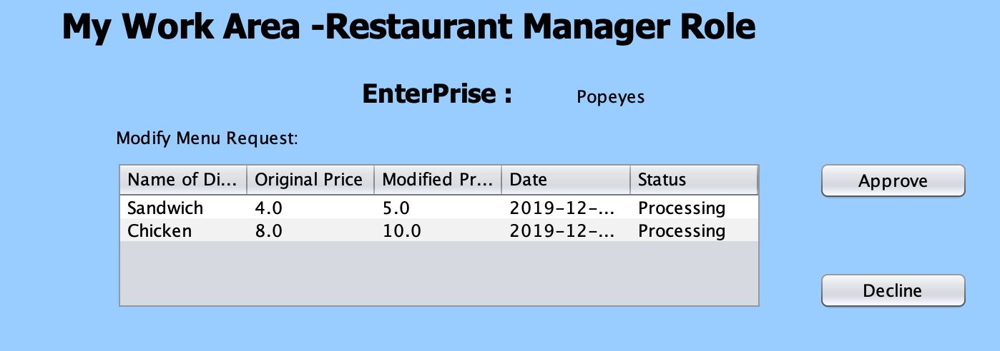 My Work Area -Restaurant Manager Role
EnterPrise : Popeyes
Modify Menu Request:
Name of Di... Original Price Modified Pr... Date Status
Sandwich 4.0 5.0 2019-12-... Processing
Chicken 8.0 10.0 2019-12-... Processing
Approve
Decline